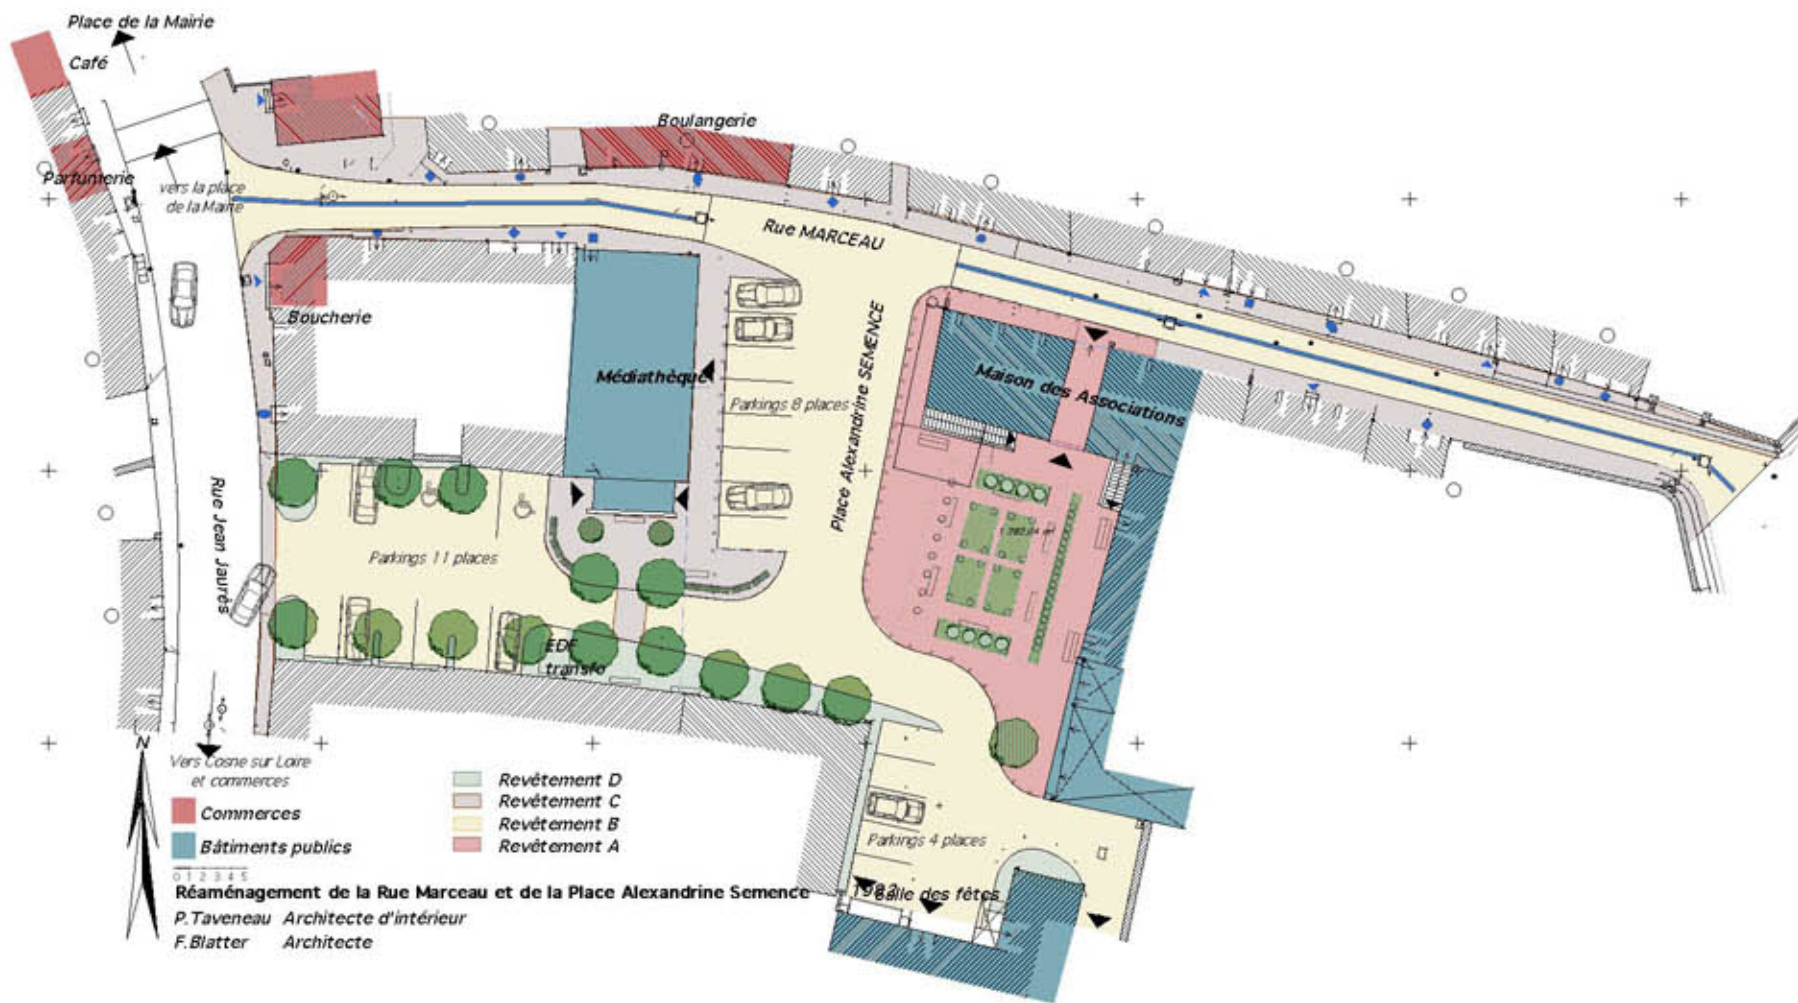 Place de la Mairie
Café
Parfumerie
vers la place
de la Mairie
Boulangerie
Rue MARCEAU
Boucherie
Médiathèque
Parkings 8 places
Place Alexandrine SEMENCE
Maison des Associations
Rue Jean Jaurès
Parkings 11 places
EDF
transfo
N
Vers Cosne sur Loire
et commerces
Commerces
Bâtiments publics
0 1 2 3 4 5
Revêtement D
Revêtement C
Revêtement B
Revêtement A
Parkings 4 places
Salle des fêtes
Réaménagement de la Rue Marceau et de la Place Alexandrine Semence
P.Taveneau Architecte d'intérieur
F.Blatter Architecte